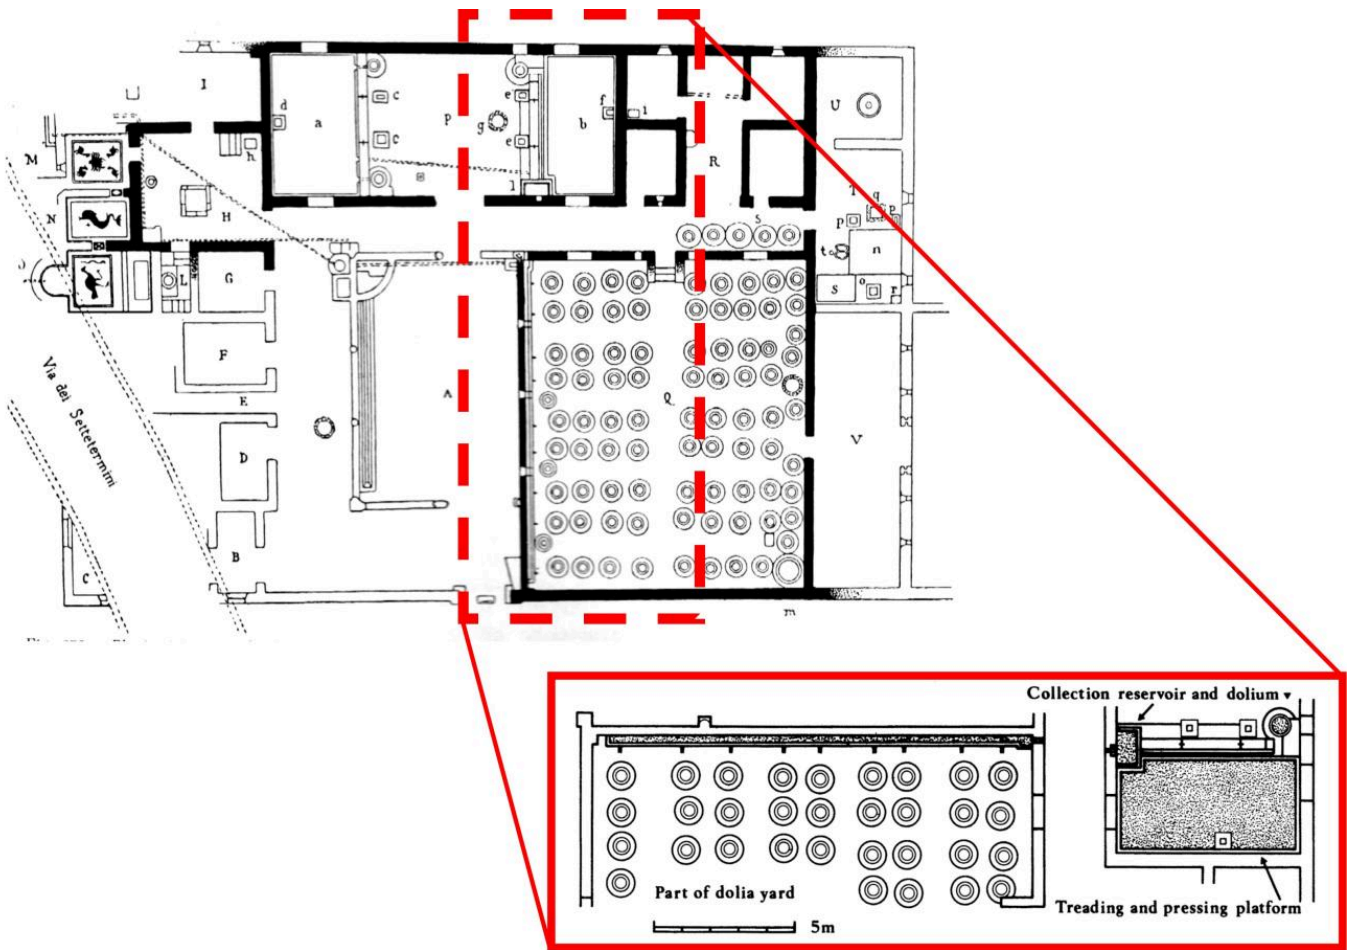 I
d
a
c
c
p
g
e
e
b
f
l
l
U
M
h
R
N
H
T
q
p
p
s
t
n
L
G
s
o
r
F
A
Q
E
V
D
B
C
m
Via dei Settetermini
Collection reservoir and dolium
Part of dolia yard
5m
Treading and pressing platform